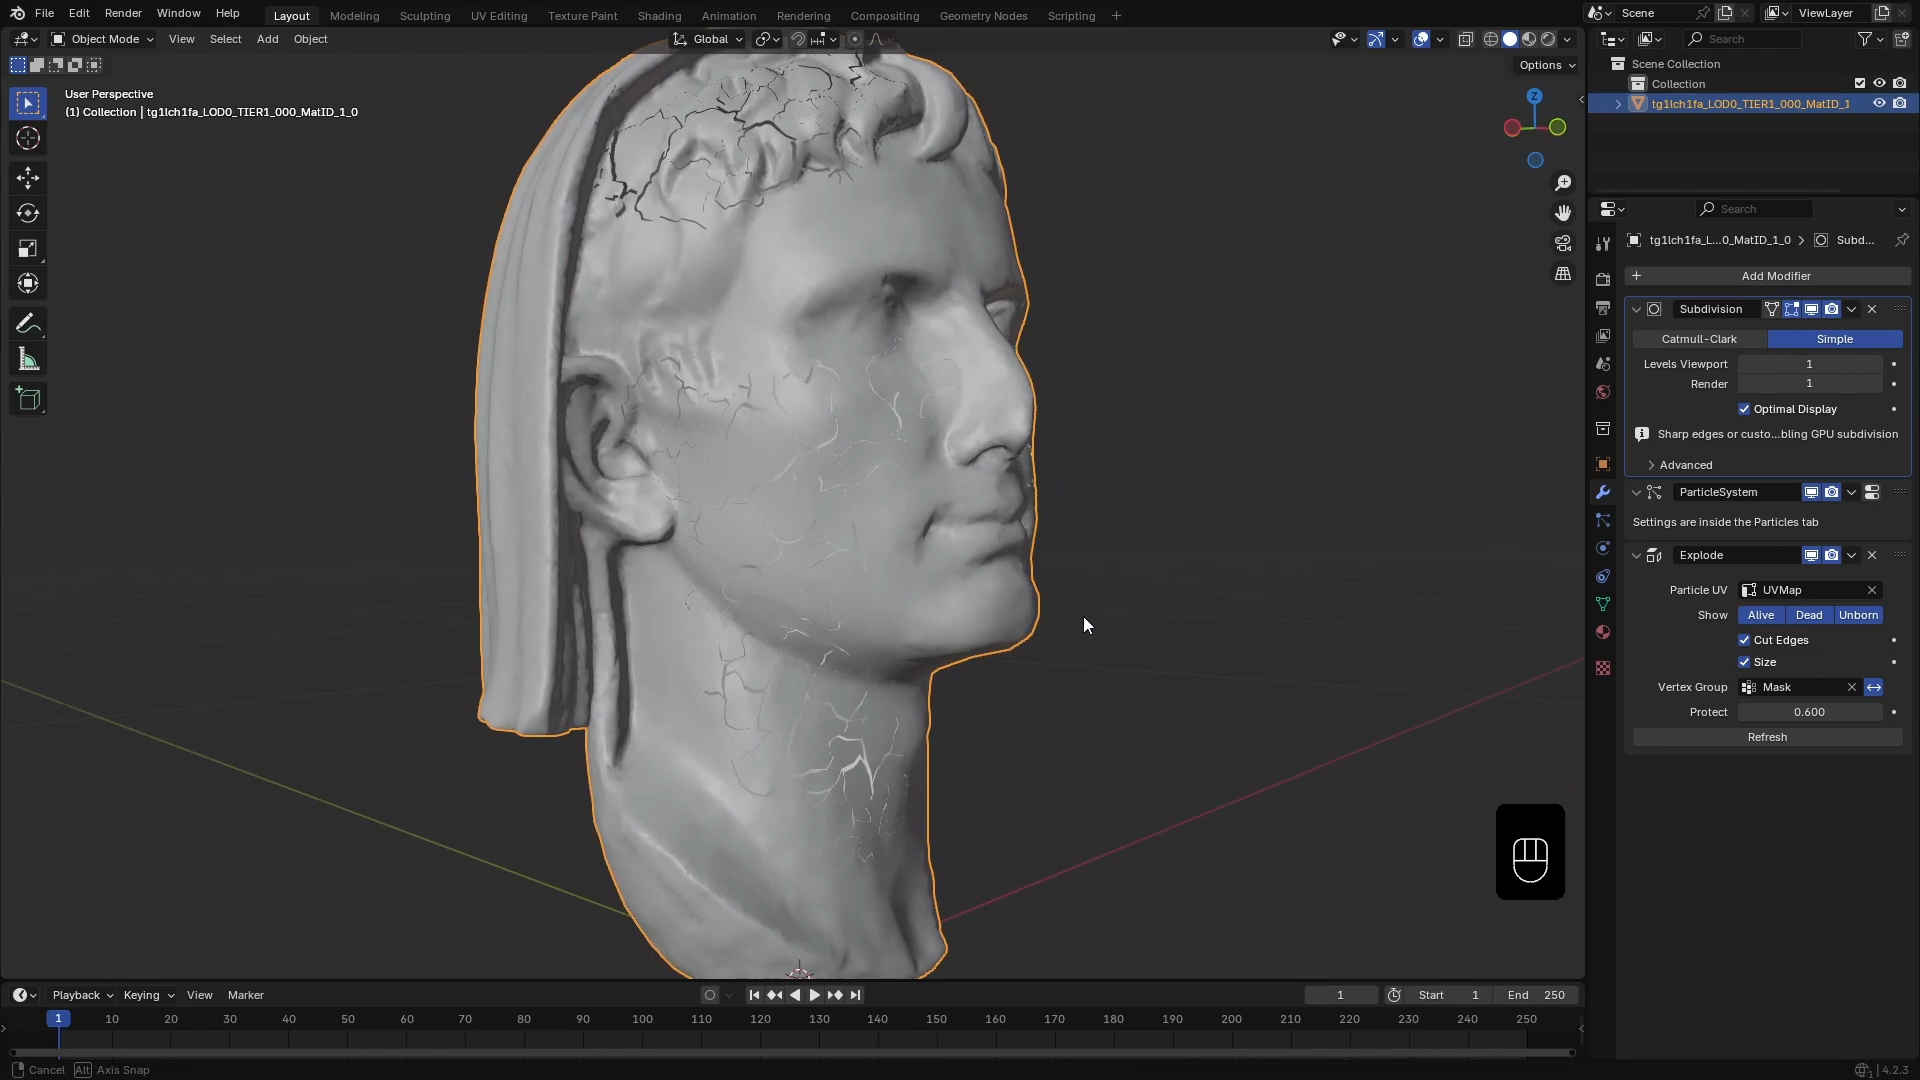 File Edit Render Window Help Layout Modeling Sculpting UV Editing Texture Paint Shading Animation Rendering Compositing Geometry Nodes Scripting + Scene ViewLayer
Object Mode View Select Add Object Global Search
Options
Scene Collection
Collection
tg1lch1fa_LOD0_TIER1_000_MatID_1
User Perspective
(1) Collection | tg1lch1fa_LOD0_TIER1_000_MatID_1_0
Z
Search
tg1lch1fa_L...0_MatID_1_0 > Subd...
+ Add Modifier
Subdivision
Catmull-Clark Simple
Levels Viewport 1
Render 1
Optimal Display
Sharp edges or custo...bling GPU subdivision
Advanced
ParticleSystem
Settings are inside the Particles tab
Explode
Particle UV UVMap
Show Alive Dead Unborn
Cut Edges
Size
Vertex Group Mask
Protect 0.600
Refresh
Playback Keying View Marker 1 Start 1 End 250
1 10 20 30 40 50 60 70 80 90 100 110 120 130 140 150 160 170 180 190 200 210 220 230 240 250
Cancel Alt Axis Snap 4.2.3